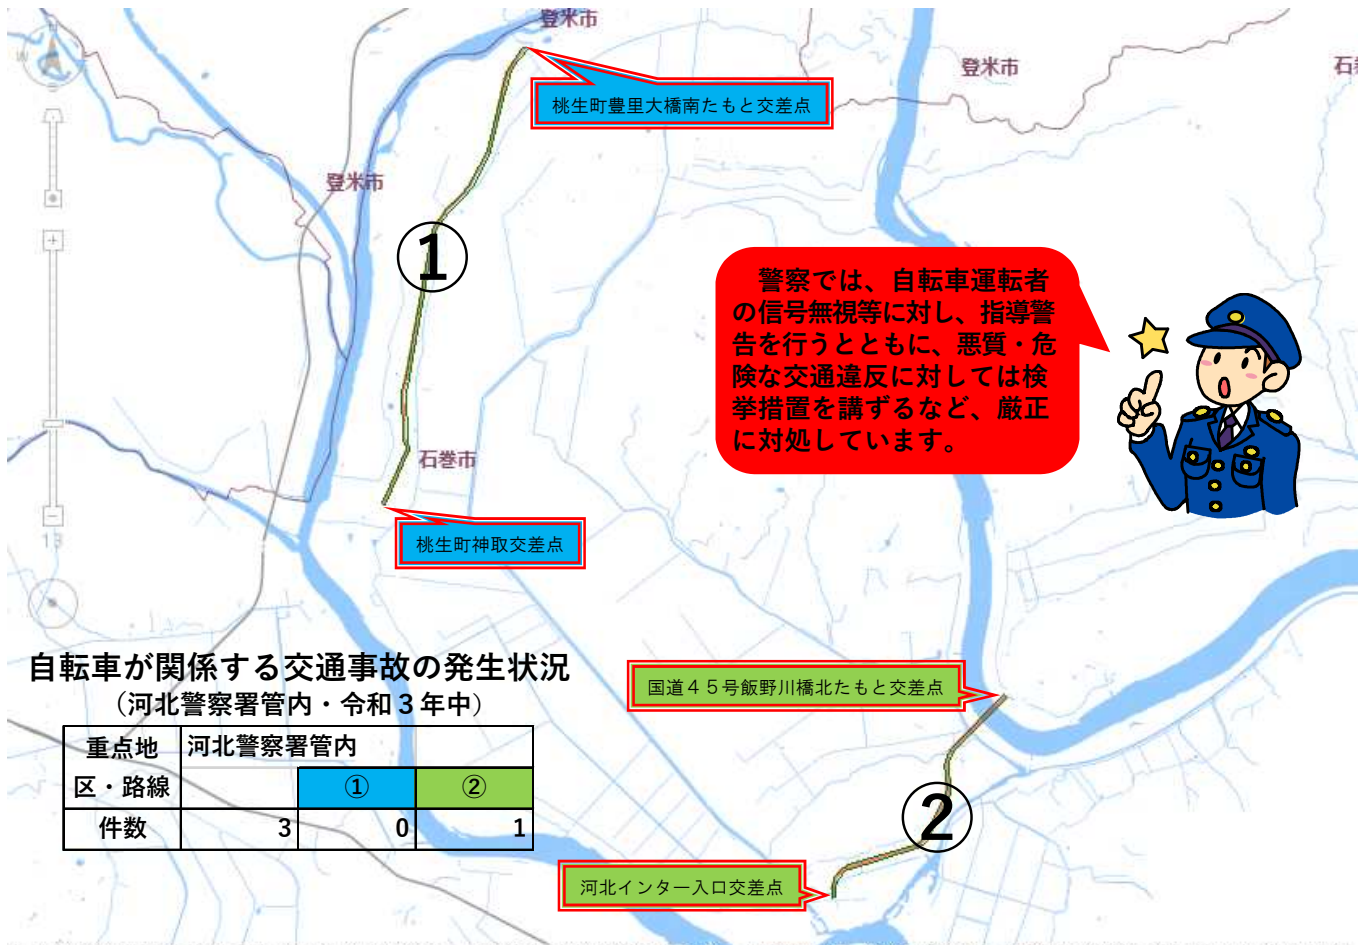 登米市
登米市
石
桃生町豊里大橋南たもと交差点
登米市
①
警察では、自転車運転者
の信号無視等に対し、指導警
告を行うとともに、悪質・危
険な交通違反に対しては検
挙措置を講ずるなど、厳正
に対処しています。
石巻市
桃生町神取交差点
13
自転車が関係する交通事故の発生状況
（河北警察署管内・令和３年中）
重点地
区・路線
河北警察署管内
① ②
件数 3 0 1
国道４５号飯野川橋北たもと交差点
②
河北インター入口交差点